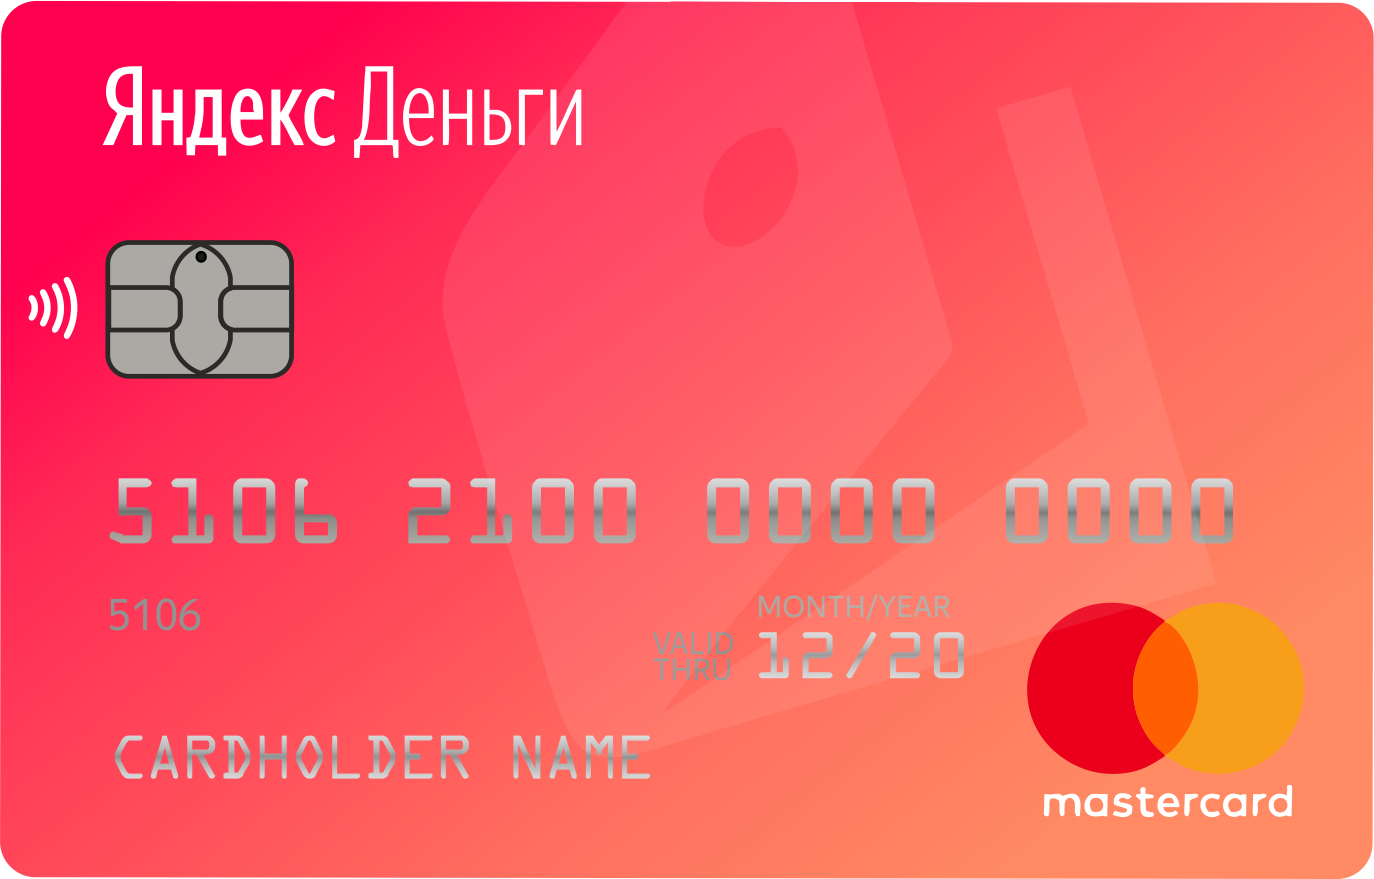 Яндекс Деньги
5106 2100 0000 0000
5106
MONTH/YEAR
VALID THRU 12/20
CARDHOLDER NAME
mastercard